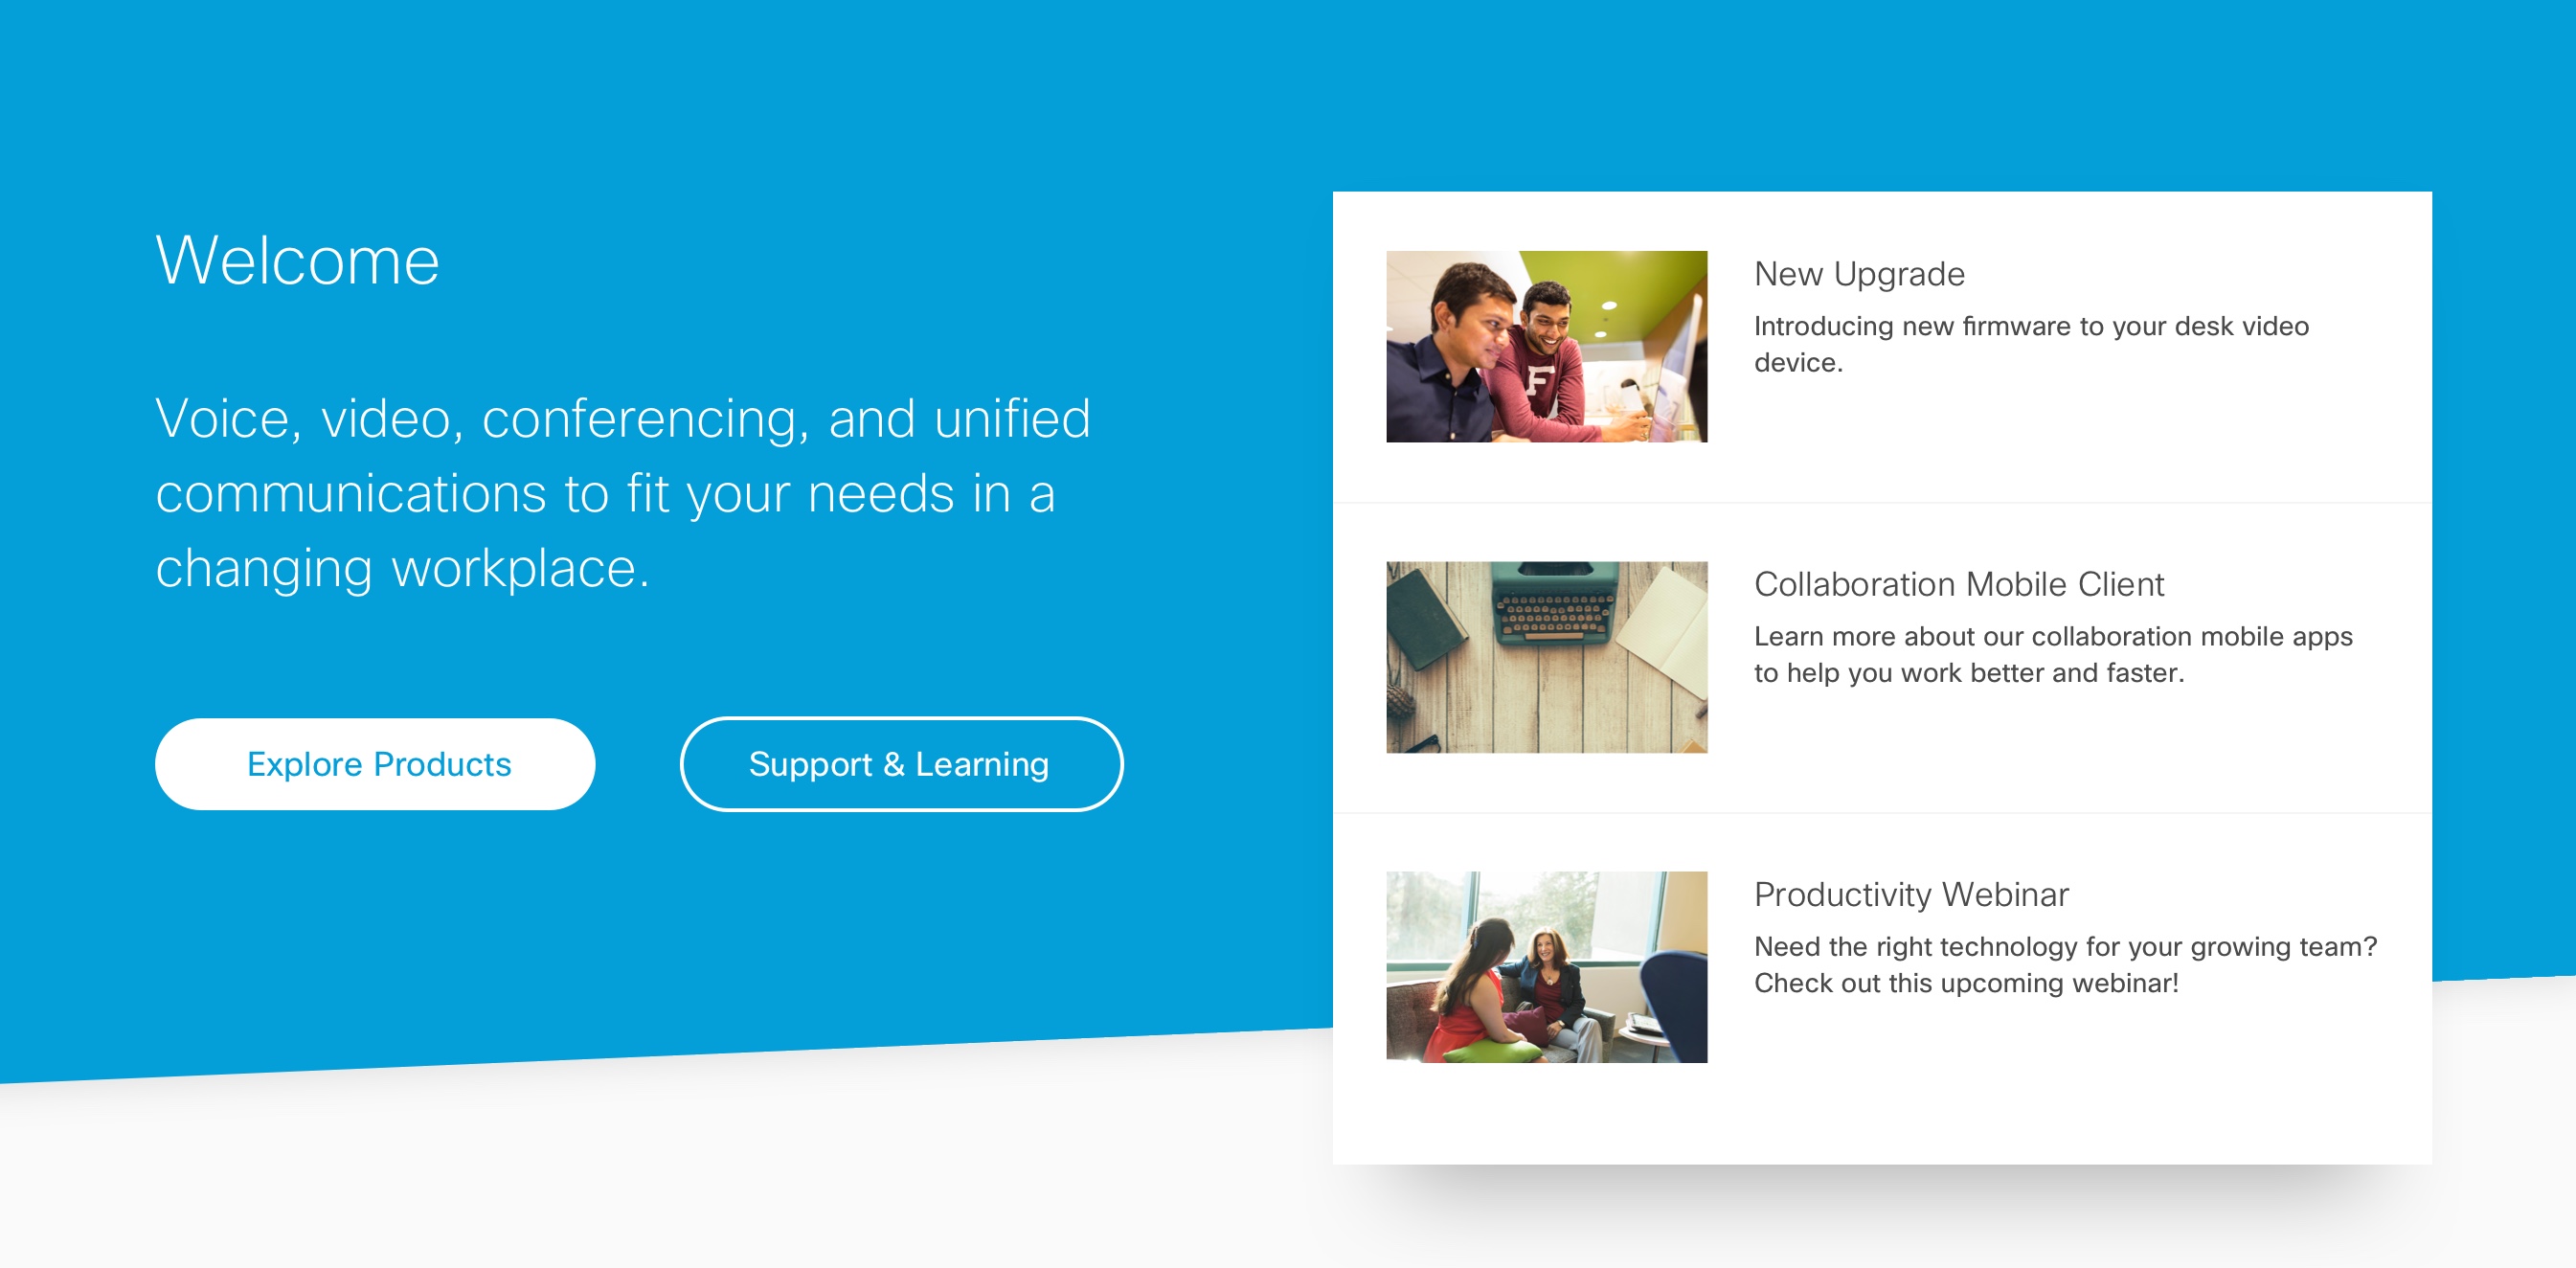 Welcome
Voice, video, conferencing, and unified
communications to fit your needs in a
changing workplace.
Explore Products
Support & Learning
New Upgrade
Introducing new firmware to your desk video
device.
F
Collaboration Mobile Client
Learn more about our collaboration mobile apps
to help you work better and faster.
Productivity Webinar
Need the right technology for your growing team?
Check out this upcoming webinar!